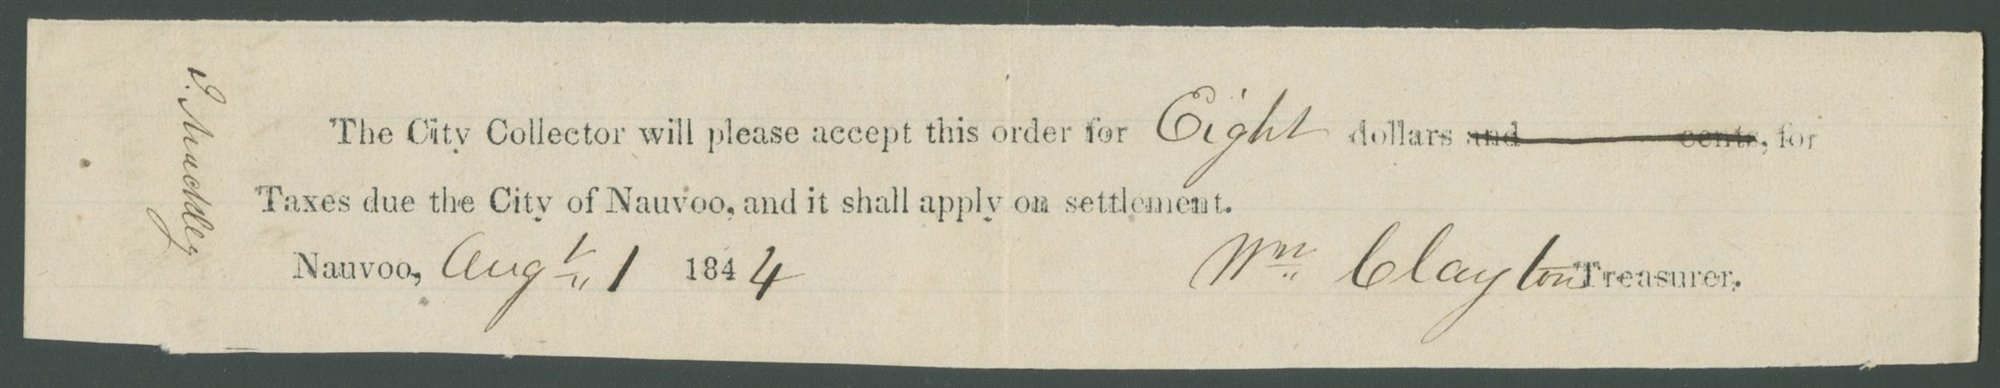 The City Collector will please accept this order for Eight dollars and cents, for
Taxes due the City of Nauvoo, and it shall apply on settlement.
Nauvoo, Augt 1 1844 Wm Clayton Treasurer.